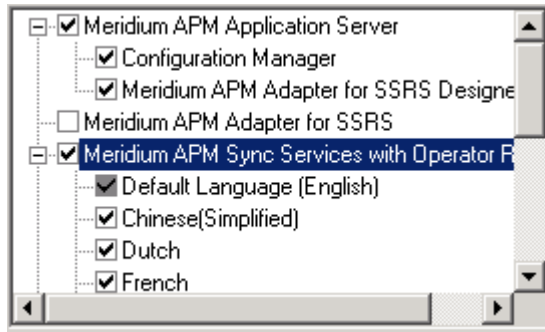 Meridium APM Application Server
Configuration Manager
Meridium APM Adapter for SSRS Designe
Meridium APM Adapter for SSRS
Meridium APM Sync Services with Operator R
Default Language (English)
Chinese(Simplified)
Dutch
French